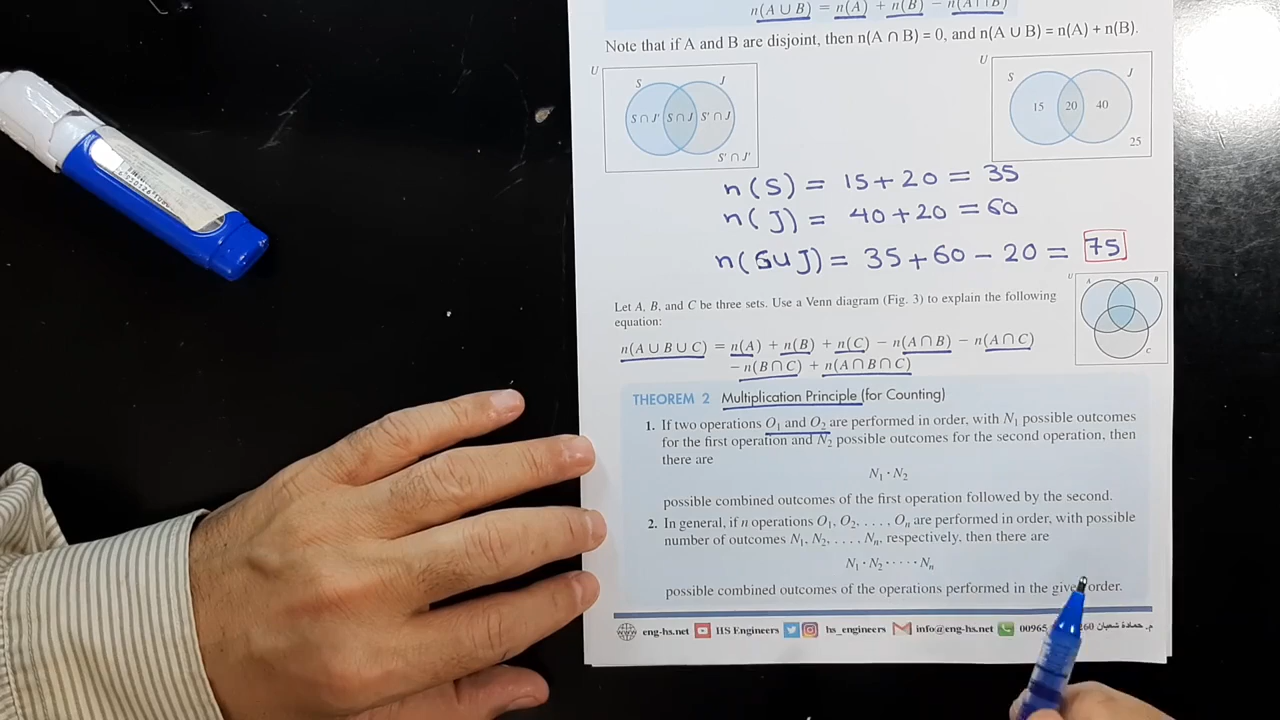 n(A ∪ B) = n(A) + n(B) − n(A ∩ B)
Note that if A and B are disjoint, then n(A ∩ B) = 0, and n(A ∪ B) = n(A) + n(B).
U
S J
S ∩ J' S ∩ J S' ∩ J
S' ∩ J'
U
S J
15 20 40
25
n(S) = 15+20 = 35
n(J) = 40+20 = 60
n(SUJ) = 35+60 − 20 = 75
Let A, B, and C be three sets. Use a Venn diagram (Fig. 3) to explain the following
equation:
U
A B
C
n(A ∪ B ∪ C) = n(A) + n(B) + n(C) − n(A ∩ B) − n(A ∩ C)
− n(B ∩ C) + n(A ∩ B ∩ C)
THEOREM 2 Multiplication Principle (for Counting)
1. If two operations O₁ and O₂ are performed in order, with N₁ possible outcomes
for the first operation and N₂ possible outcomes for the second operation, then
there are
N₁ · N₂
possible combined outcomes of the first operation followed by the second.
2. In general, if n operations O₁, O₂, . . . , Oₙ are performed in order, with possible
number of outcomes N₁, N₂, . . . , Nₙ, respectively, then there are
N₁ · N₂ · · · · · Nₙ
possible combined outcomes of the operations performed in the given order.
eng-hs.net HS Engineers hs_engineers info@eng-hs.net 00965 260 م. حمادة شعبان